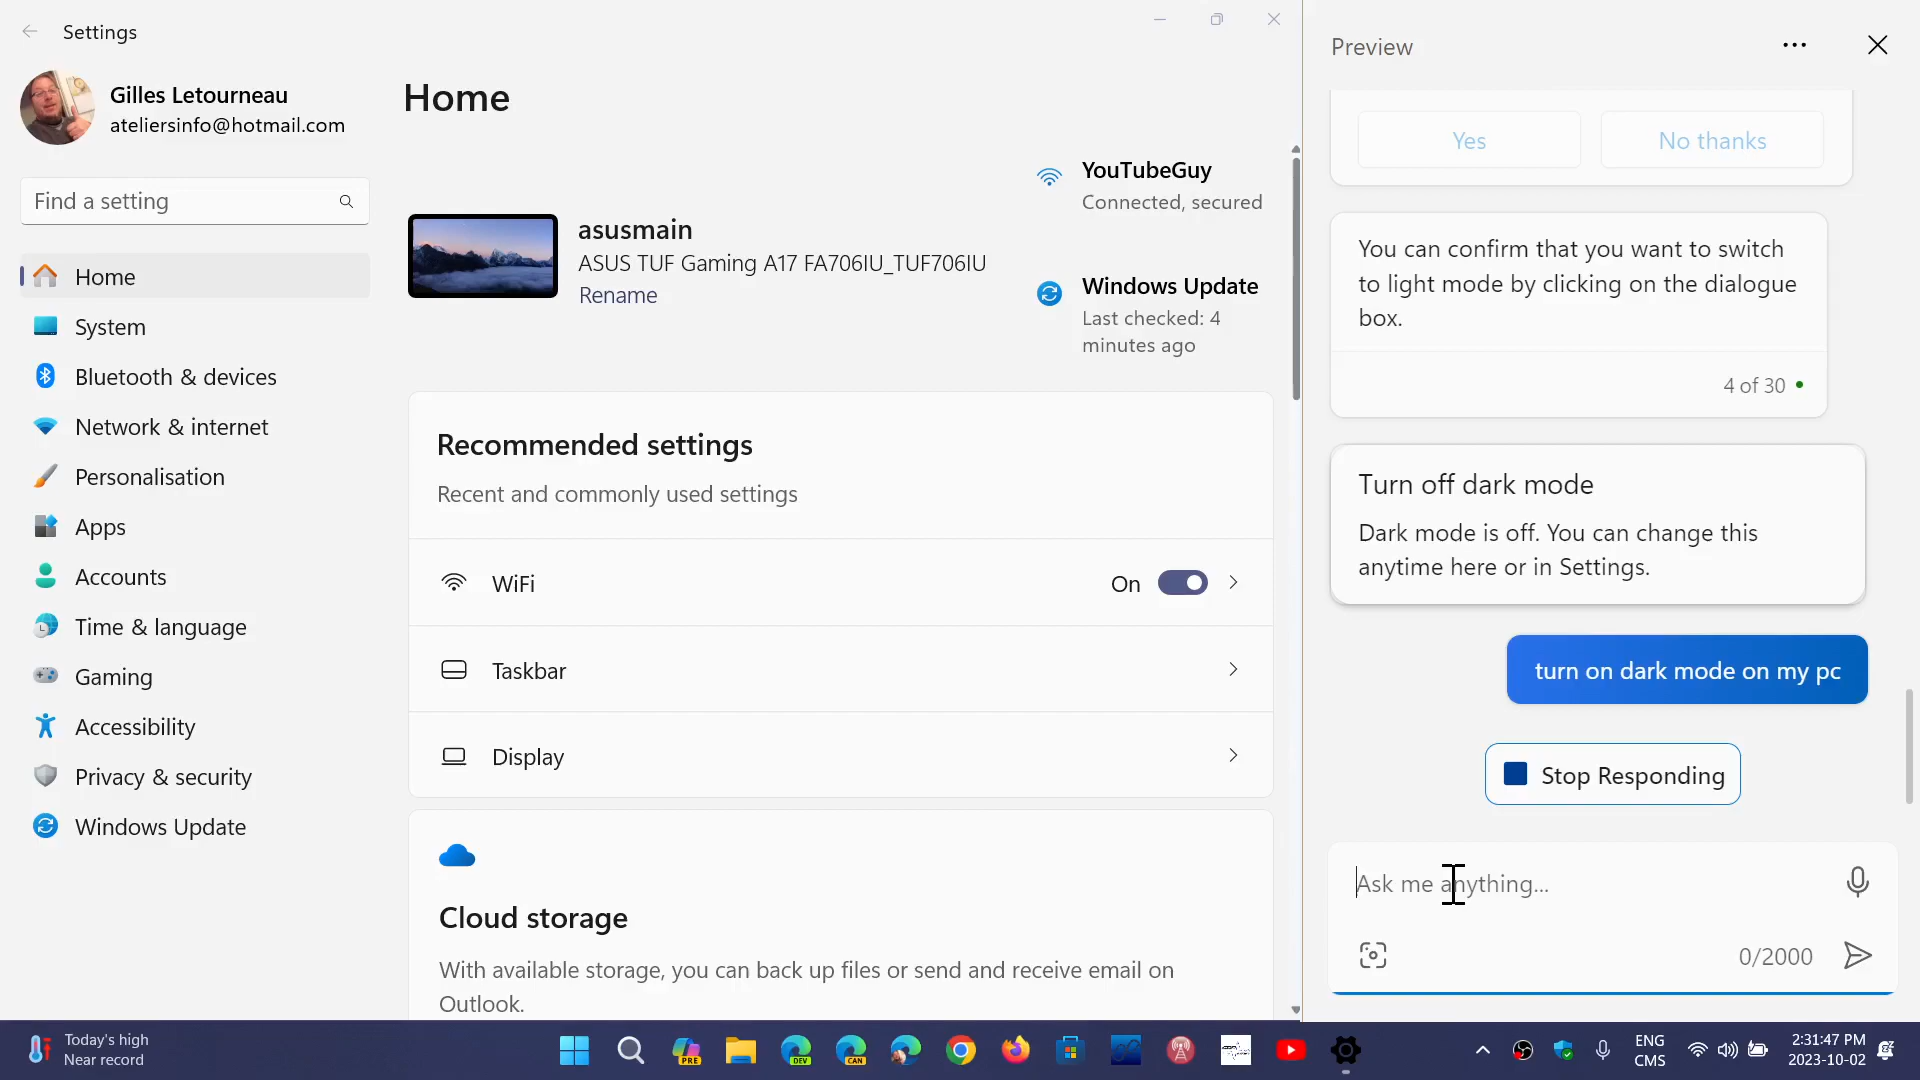 Settings
Gilles Letourneau
ateliersinfo@hotmail.com
Find a setting
Home
System
Bluetooth & devices
Network & internet
Personalisation
Apps
Accounts
Time & language
Gaming
Accessibility
Privacy & security
Windows Update
Home
asusmain
ASUS TUF Gaming A17 FA706IU_TUF706IU
Rename
YouTubeGuy
Connected, secured
Windows Update
Last checked: 4
minutes ago
Recommended settings
Recent and commonly used settings
WiFi
On
Taskbar
Display
Cloud storage
With available storage, you can back up files or send and receive email on
Outlook.
Preview
Yes
No thanks
You can confirm that you want to switch
to light mode by clicking on the dialogue
box.
4 of 30
Turn off dark mode
Dark mode is off. You can change this
anytime here or in Settings.
turn on dark mode on my pc
Stop Responding
Ask me anything...
0/2000
Today's high
Near record
PRE
DEV
CAN
ENG
CMS
2:31:47 PM
2023-10-02